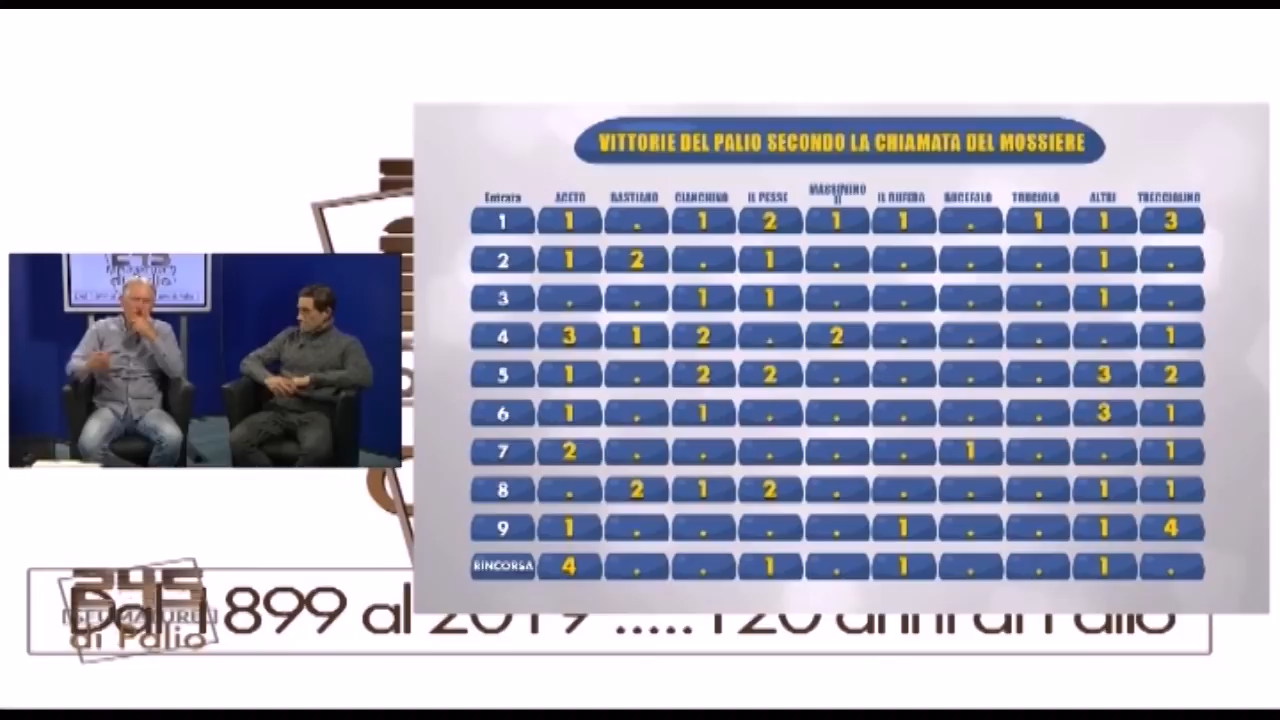 VITTORIE DEL PALIO SECONDO LA CHIAMATA DEL MOSSIERE
Entrata ACETO BASTIANO CIANCHINO IL PESSE MASSIMINO II IL BUFERA BUCEFALO TRUCIOLO ALTRI TRECCIOLINO
1 1 . 1 2 1 1 . 1 1 3
2 1 2 . 1 . . . . 1 .
3 . . 1 1 . . . . 1 .
4 3 1 2 . 2 . . . . 1
5 1 . 2 2 . . . . 3 2
6 1 . 1 . . . . . 3 1
7 2 . . . . . 1 . . 1
8 . 2 1 2 . . . . 1 1
9 1 . . . . 1 . . 1 4
RINCORSA 4 . . 1 . 1 . . 1 .
Dal 1899 al 2019 .....120 anni di Palio
di Palio